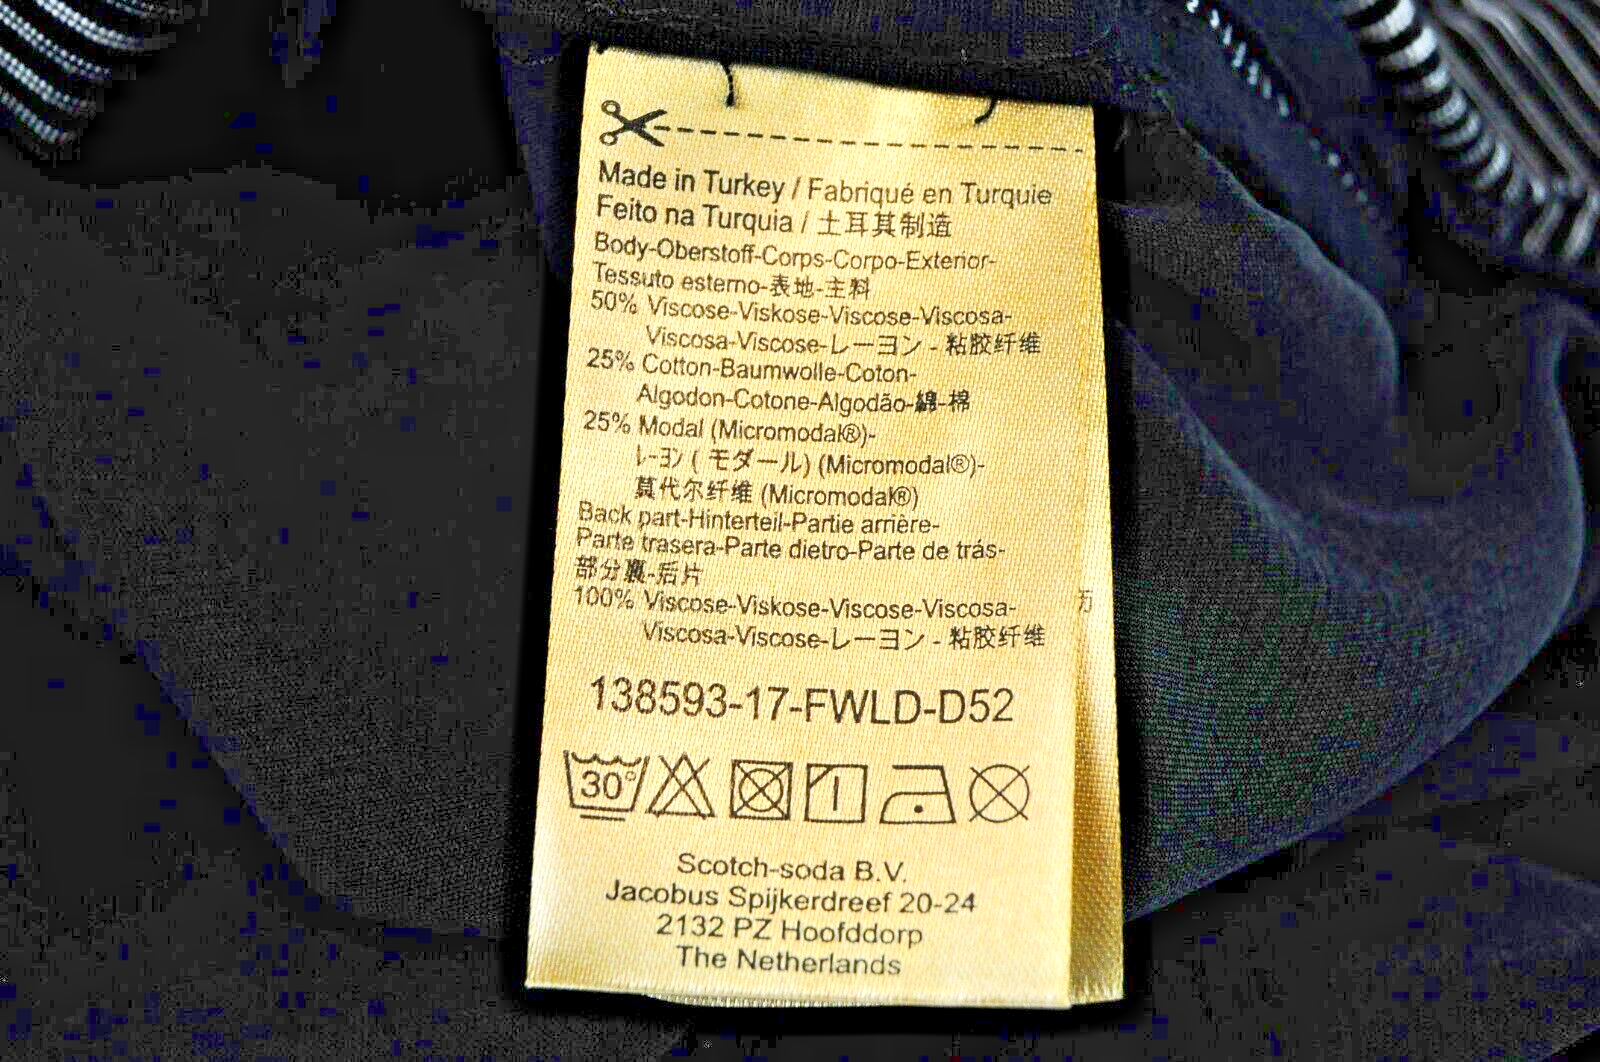 Made in Turkey / Fabriqué en Turquie
Feito na Turquia / 土耳其制造
Body-Oberstoff-Corps-Corpo-Exterior-
Tessuto esterno-表地-主料
50% Viscose-Viskose-Viscose-Viscosa-
Viscosa-Viscose-レーヨン - 粘胶纤维
25% Cotton-Baumwolle-Coton-
Algodon-Cotone-Algodão-綿-棉
25% Modal (Micromodal®)-
レーヨン ( モダール) (Micromodal®)-
莫代尔纤维 (Micromodal®)
Back part-Hinterteil-Partie arrière-
Parte trasera-Parte dietro-Parte de trás-
部分裏-后片
100% Viscose-Viskose-Viscose-Viscosa-
Viscosa-Viscose-レーヨン - 粘胶纤维
138593-17-FWLD-D52
30°
Scotch-soda B.V.
Jacobus Spijkerdreef 20-24
2132 PZ Hoofddorp
The Netherlands